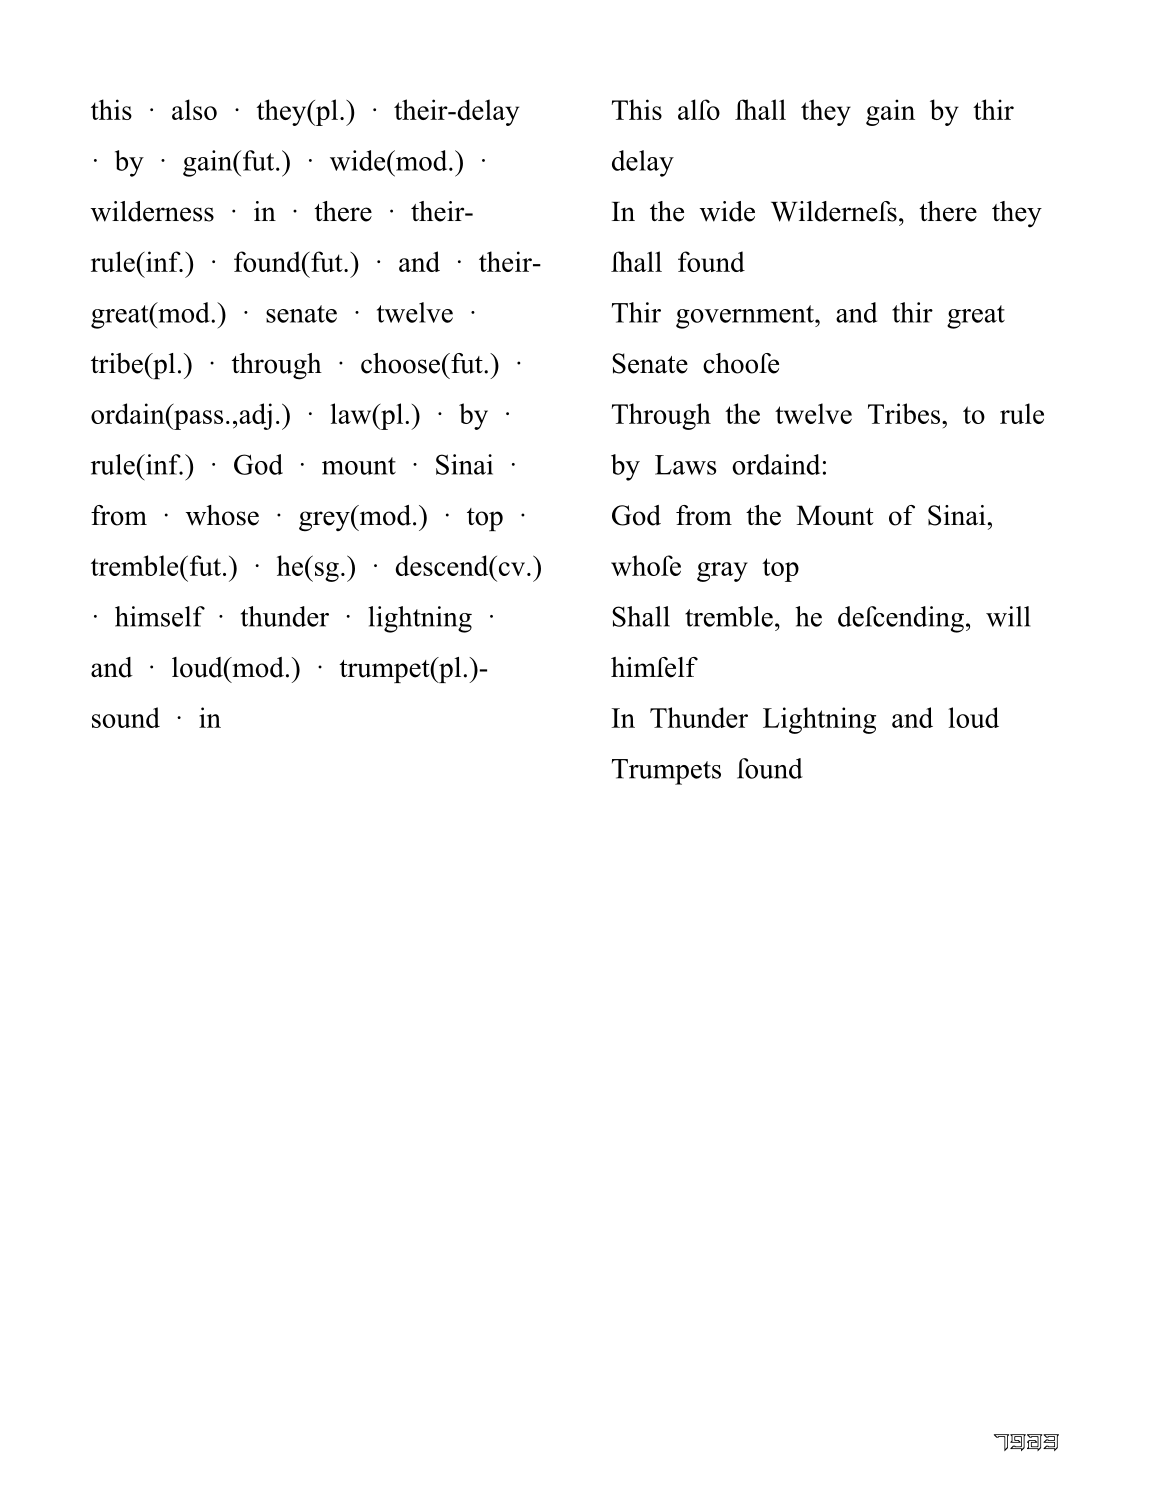 this · also · they(pl.) · their-delay
· by · gain(fut.) · wide(mod.) ·
wilderness · in · there · their-
rule(inf.) · found(fut.) · and · their-
great(mod.) · senate · twelve ·
tribe(pl.) · through · choose(fut.) ·
ordain(pass.,adj.) · law(pl.) · by ·
rule(inf.) · God · mount · Sinai ·
from · whose · grey(mod.) · top ·
tremble(fut.) · he(sg.) · descend(cv.)
· himself · thunder · lightning ·
and · loud(mod.) · trumpet(pl.)-
sound · in
This alſo ſhall they gain by thir
delay
In the wide Wilderneſs, there they
ſhall found
Thir government, and thir great
Senate chooſe
Through the twelve Tribes, to rule
by Laws ordaind:
God from the Mount of Sinai,
whoſe gray top
Shall tremble, he deſcending, will
himſelf
In Thunder Lightning and loud
Trumpets ſound